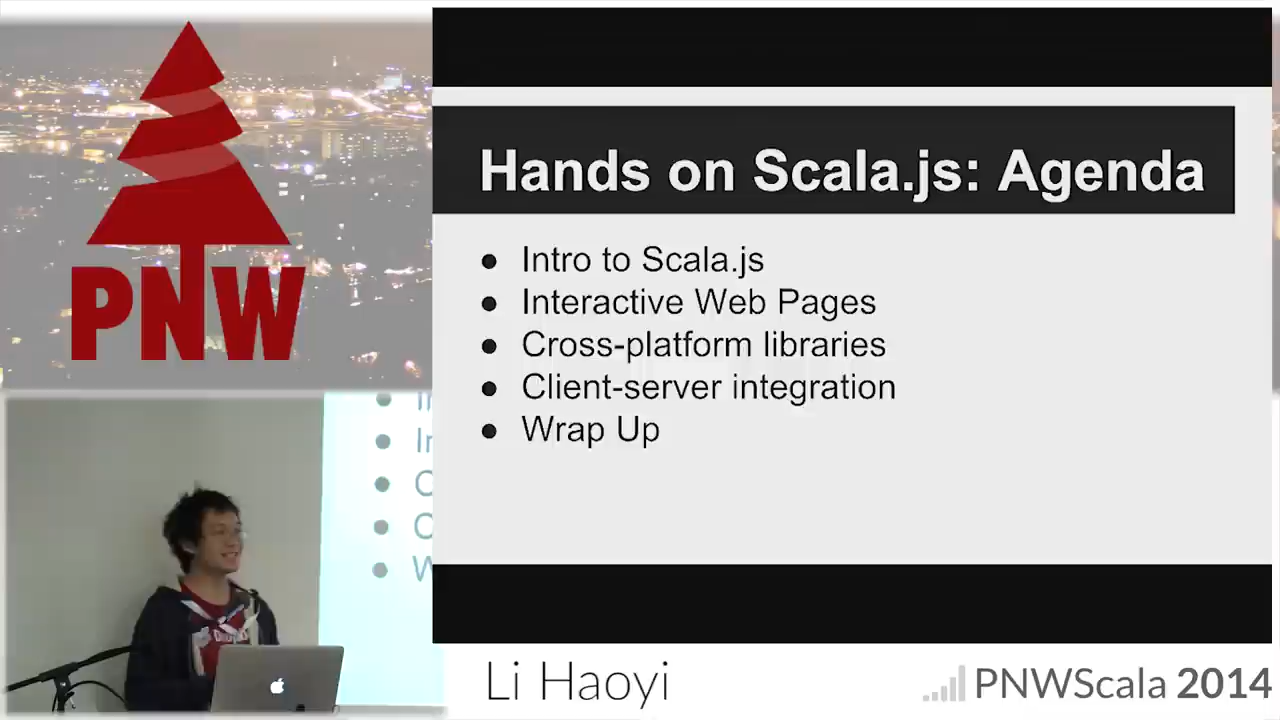 PNW
Hands on Scala.js: Agenda
● Intro to Scala.js
● Interactive Web Pages
● Cross-platform libraries
● Client-server integration
● Wrap Up
Li Haoyi
PNWScala 2014